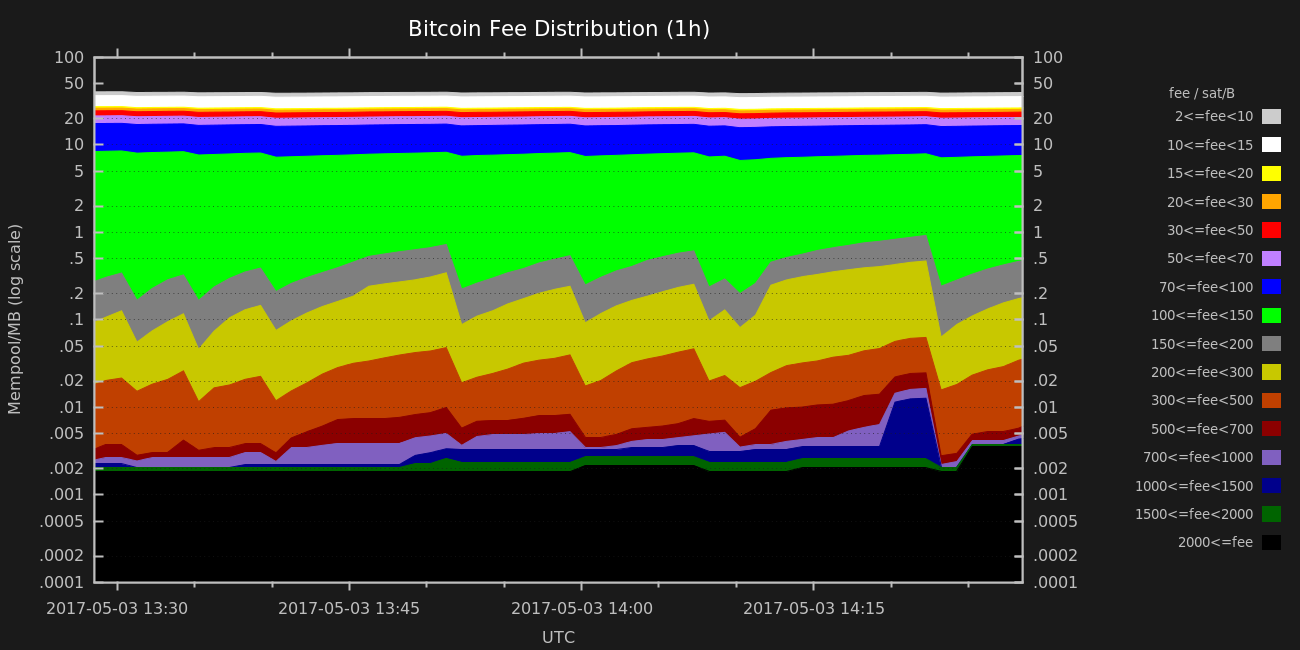 Bitcoin Fee Distribution (1h)
Mempool/MB (log scale)
100
50
20
10
5
2
1
.5
.2
.1
.05
.02
.01
.005
.002
.001
.0005
.0002
.0001
100
50
20
10
5
2
1
.5
.2
.1
.05
.02
.01
.005
.002
.001
.0005
.0002
.0001
2017-05-03 13:30
2017-05-03 13:45
2017-05-03 14:00
2017-05-03 14:15
UTC
fee / sat/B
2<=fee<10
10<=fee<15
15<=fee<20
20<=fee<30
30<=fee<50
50<=fee<70
70<=fee<100
100<=fee<150
150<=fee<200
200<=fee<300
300<=fee<500
500<=fee<700
700<=fee<1000
1000<=fee<1500
1500<=fee<2000
2000<=fee